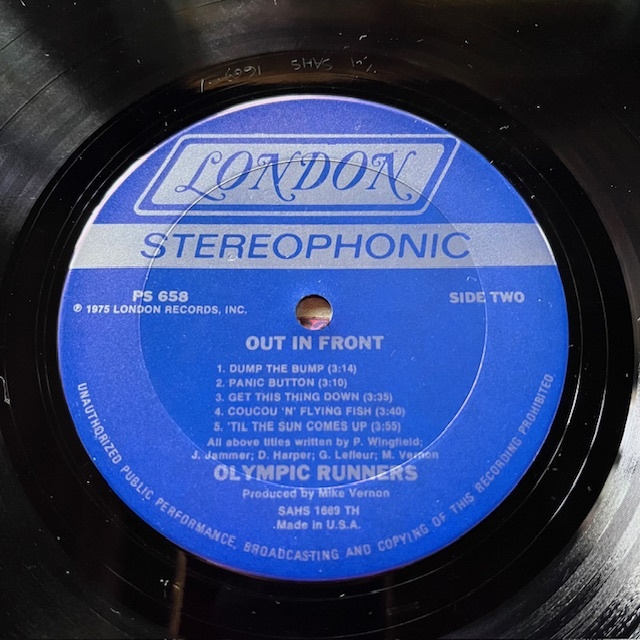 LONDON
STEREOPHONIC
PS 658
SIDE TWO
℗ 1975 LONDON RECORDS, INC.
OUT IN FRONT
1. DUMP THE BUMP (3:14)
2. PANIC BUTTON (3:10)
3. GET THIS THING DOWN (3:35)
4. COUCOU 'N' FLYING FISH (3:40)
5. 'TIL THE SUN COMES UP (3:55)
All above titles written by P. Wingfield;
J. Jammer; D. Harper; G. Lefleur; M. Vernon
OLYMPIC RUNNERS
Produced by Mike Vernon
SAHS 1669 TH
Made in U.S.A.
UNAUTHORIZED PUBLIC PERFORMANCE, BROADCASTING AND COPYING OF THIS RECORDING PROHIBITED